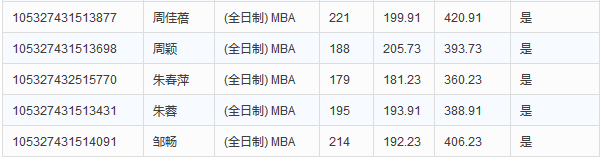 105327431513877 周佳蓓 (全日制) MBA 221 199.91 420.91 是
105327431513698 周颖 (全日制) MBA 188 205.73 393.73 是
105327432515770 朱春萍 (全日制) MBA 179 181.23 360.23 是
105327431513431 朱蓉 (全日制) MBA 195 193.91 388.91 是
105327431514091 邹畅 (全日制) MBA 214 192.23 406.23 是